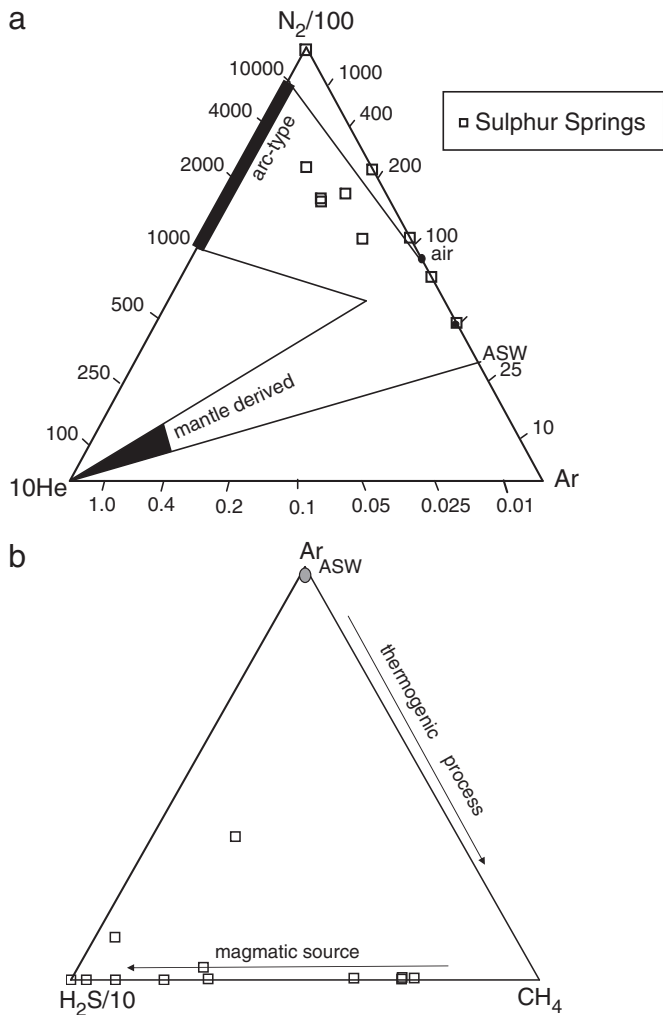 a
N₂/100
10000
1000
4000
400
arc-type
Sulphur Springs
2000
200
1000
100
air
500
ASW
250
25
mantle derived
100
10
10He
Ar
1.0
0.4
0.2
0.1
0.05
0.025
0.01
b
Ar
ASW
thermogenic process
magmatic source
H₂S/10
CH₄